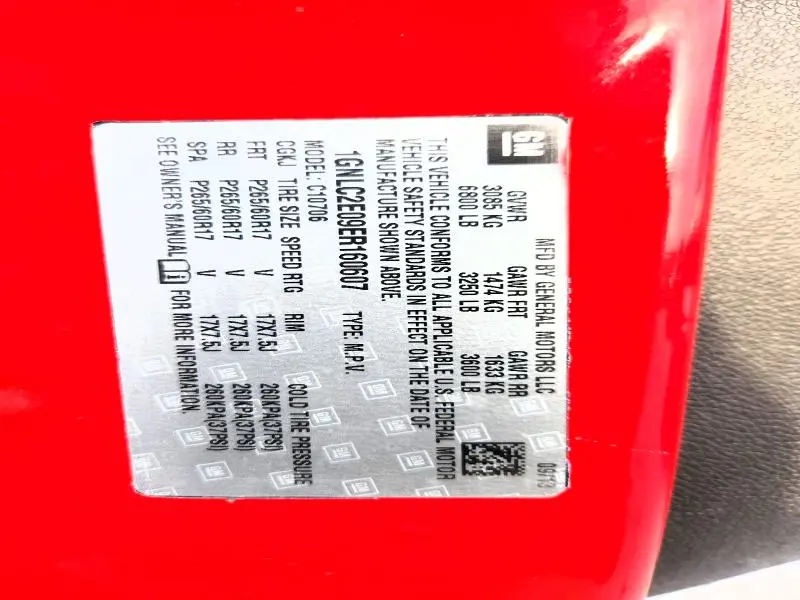 GM
MFD BY GENERAL MOTORS LLC 09/13
GVWR GAWR FRT GAWR RR
3085 KG 1474 KG 1633 KG
6800 LB 3250 LB 3600 LB
THIS VEHICLE CONFORMS TO ALL APPLICABLE U.S. FEDERAL MOTOR
VEHICLE SAFETY STANDARDS IN EFFECT ON THE DATE OF
MANUFACTURE SHOWN ABOVE.
1GNLC2E09ER160607 TYPE: M.P.V.
MODEL: C10706
CGKJ TIRE SIZE SPEED RTG RIM COLD TIRE PRESSURE
FRT P265/60R17 V 17X7.5J 260KPA(37PSI)
RR P265/60R17 V 17X7.5J 260KPA(37PSI)
SPA P265/60R17 V 17X7.5J 260KPA(37PSI)
SEE OWNER'S MANUAL FOR MORE INFORMATION.